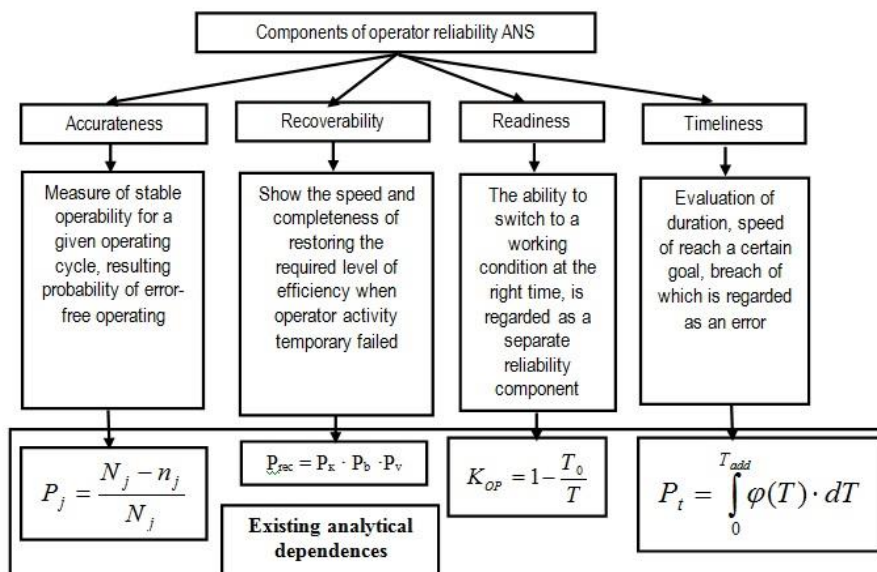 Components of operator reliability ANS
Accurateness
Recoverability
Readiness
Timeliness
Measure of stable
operability for a
given operating
cycle, resulting
probability of error-
free operating
Show the speed and
completeness of
restoring the
required level of
efficiency when
operator activity
temporary failed
The ability to
switch to a
working
condition at the
right time, is
regarded as a
separate
reliability
component
Evaluation of
duration, speed
of reach a certain
goal, breach of
which is regarded
as an error
P_j = (N_j − n_j) / N_j
P_rec = P_к · P_b · P_v
K_OP = 1 − T_0 / T
P_t = ∫_0^{T_add} φ(T) · dT
Existing analytical
dependences